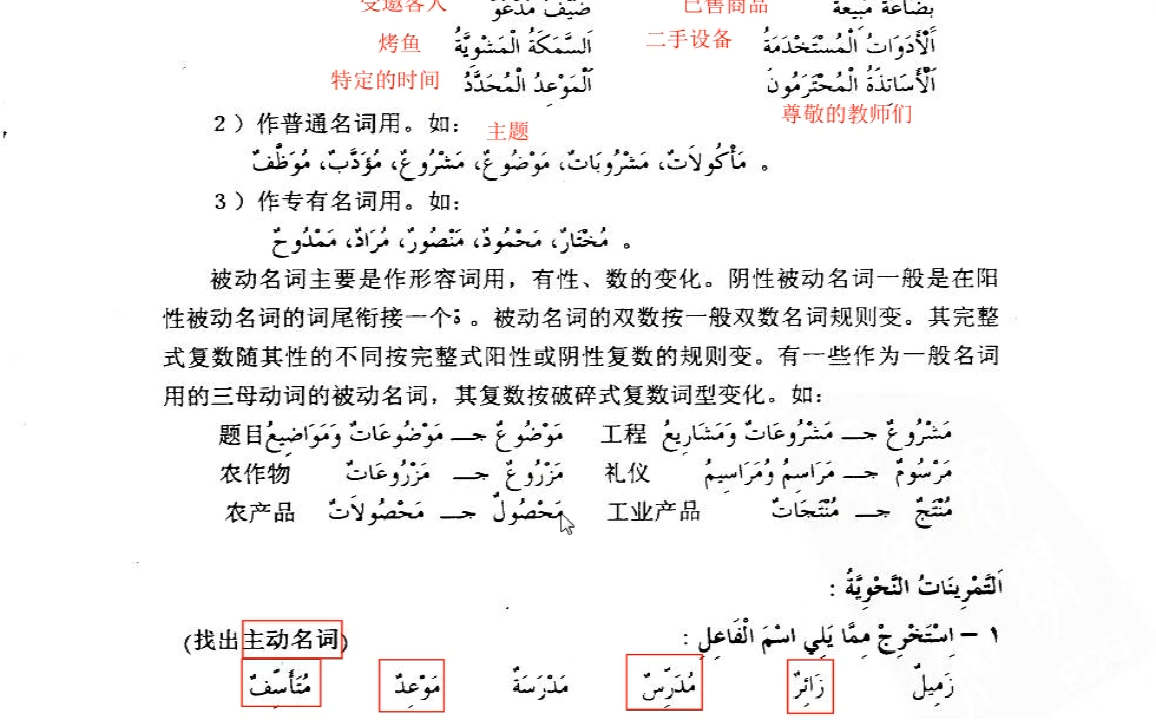 بِضَاعَةٌ مَبِيعَةٌ 已售商品 ضَيْفٌ مَدْعُوٌّ 受邀客人
اَلْأَدَوَاتُ الْمُسْتَخْدَمَةُ 二手设备 اَلسَّمَكَةُ الْمَشْوِيَّةُ 烤鱼
اَلْأَسَاتِذَةُ الْمُحْتَرَمُونَ 尊敬的教师们 اَلْمَوْعِدُ الْمُحَدَّدُ 特定的时间
2）作普通名词用。如： 主题
مَأْكُولَاتٌ، مَشْرُوبَاتٌ، مَوْضُوعٌ، مَشْرُوعٌ، مُؤَدَّبٌ، مُوَظَّفٌ 。
3）作专有名词用。如：
مُخْتَارٌ، مَحْمُودٌ، مَنْصُورٌ، مُرَادٌ، مَمْدُوحٌ 。
被动名词主要是作形容词用，有性、数的变化。阴性被动名词一般是在阳
性被动名词的词尾衔接一个ة。被动名词的双数按一般双数名词规则变。其完整
式复数随其性的不同按完整式阳性或阴性复数的规则变。有一些作为一般名词
用的三母动词的被动名词，其复数按破碎式复数词型变化。如：
مَشْرُوعٌ جـ مَشْرُوعَاتٌ وَمَشَارِيعُ 工程 مَوْضُوعٌ جـ مَوْضُوعَاتٌ وَمَوَاضِيعُ 题目
مَرْسُومٌ جـ مَرَاسِمُ وُمَرَاسِيمُ 礼仪 مَزْرُوعٌ جـ مَزْرُوعَاتٌ 农作物
مُنْتَجٌ جـ مُنْتَجَاتٌ 工业产品 مَحْصُولٌ جـ مَحْصُولَاتٌ 农产品
اَلتَّمْرِينَاتُ النَّحْوِيَّةُ :
١ – اِسْتَخْرِجْ مِمَّا يَلِي اسْمَ الْفَاعِلِ : (找出主动名词)
زَمِيلٌ زَائِرٌ مُدَرِّسٌ مَدْرَسَةٌ مَوْعِدٌ مُتَأَسِّفٌ